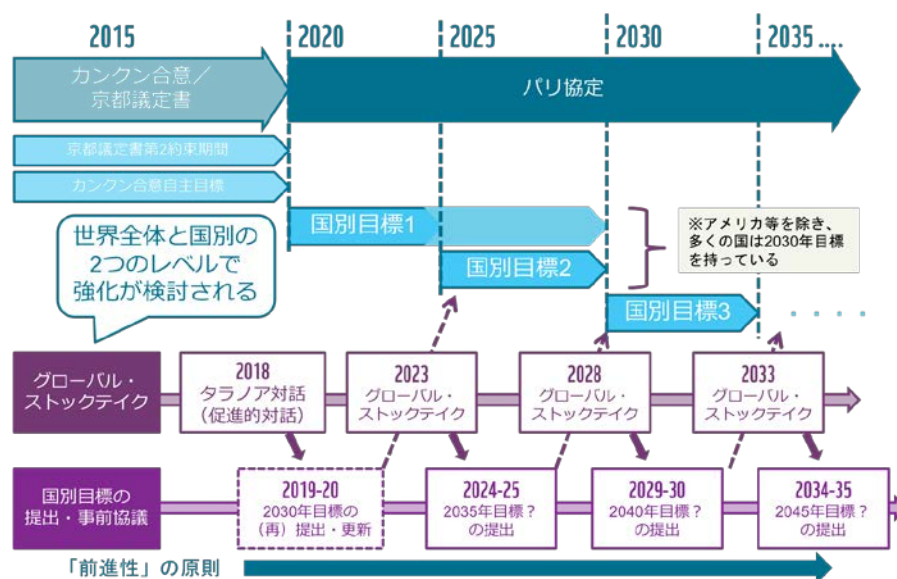 2015
2020
2025
2030
2035 ....
カンクン合意／
京都議定書
パリ協定
京都議定書第2約束期間
カンクン合意自主目標
国別目標1
国別目標2
国別目標3
世界全体と国別の
2つのレベルで
強化が検討される
※アメリカ等を除き、
多くの国は2030年目標
を持っている
グローバル・
ストックテイク
2018
タラノア対話
（促進的対話）
2023
グローバル・
ストックテイク
2028
グローバル・
ストックテイク
2033
グローバル・
ストックテイク
国別目標の
提出・事前協議
2019-20
2030年目標の
（再）提出・更新
2024-25
2035年目標？
の提出
2029-30
2040年目標？
の提出
2034-35
2045年目標？
の提出
「前進性」の原則